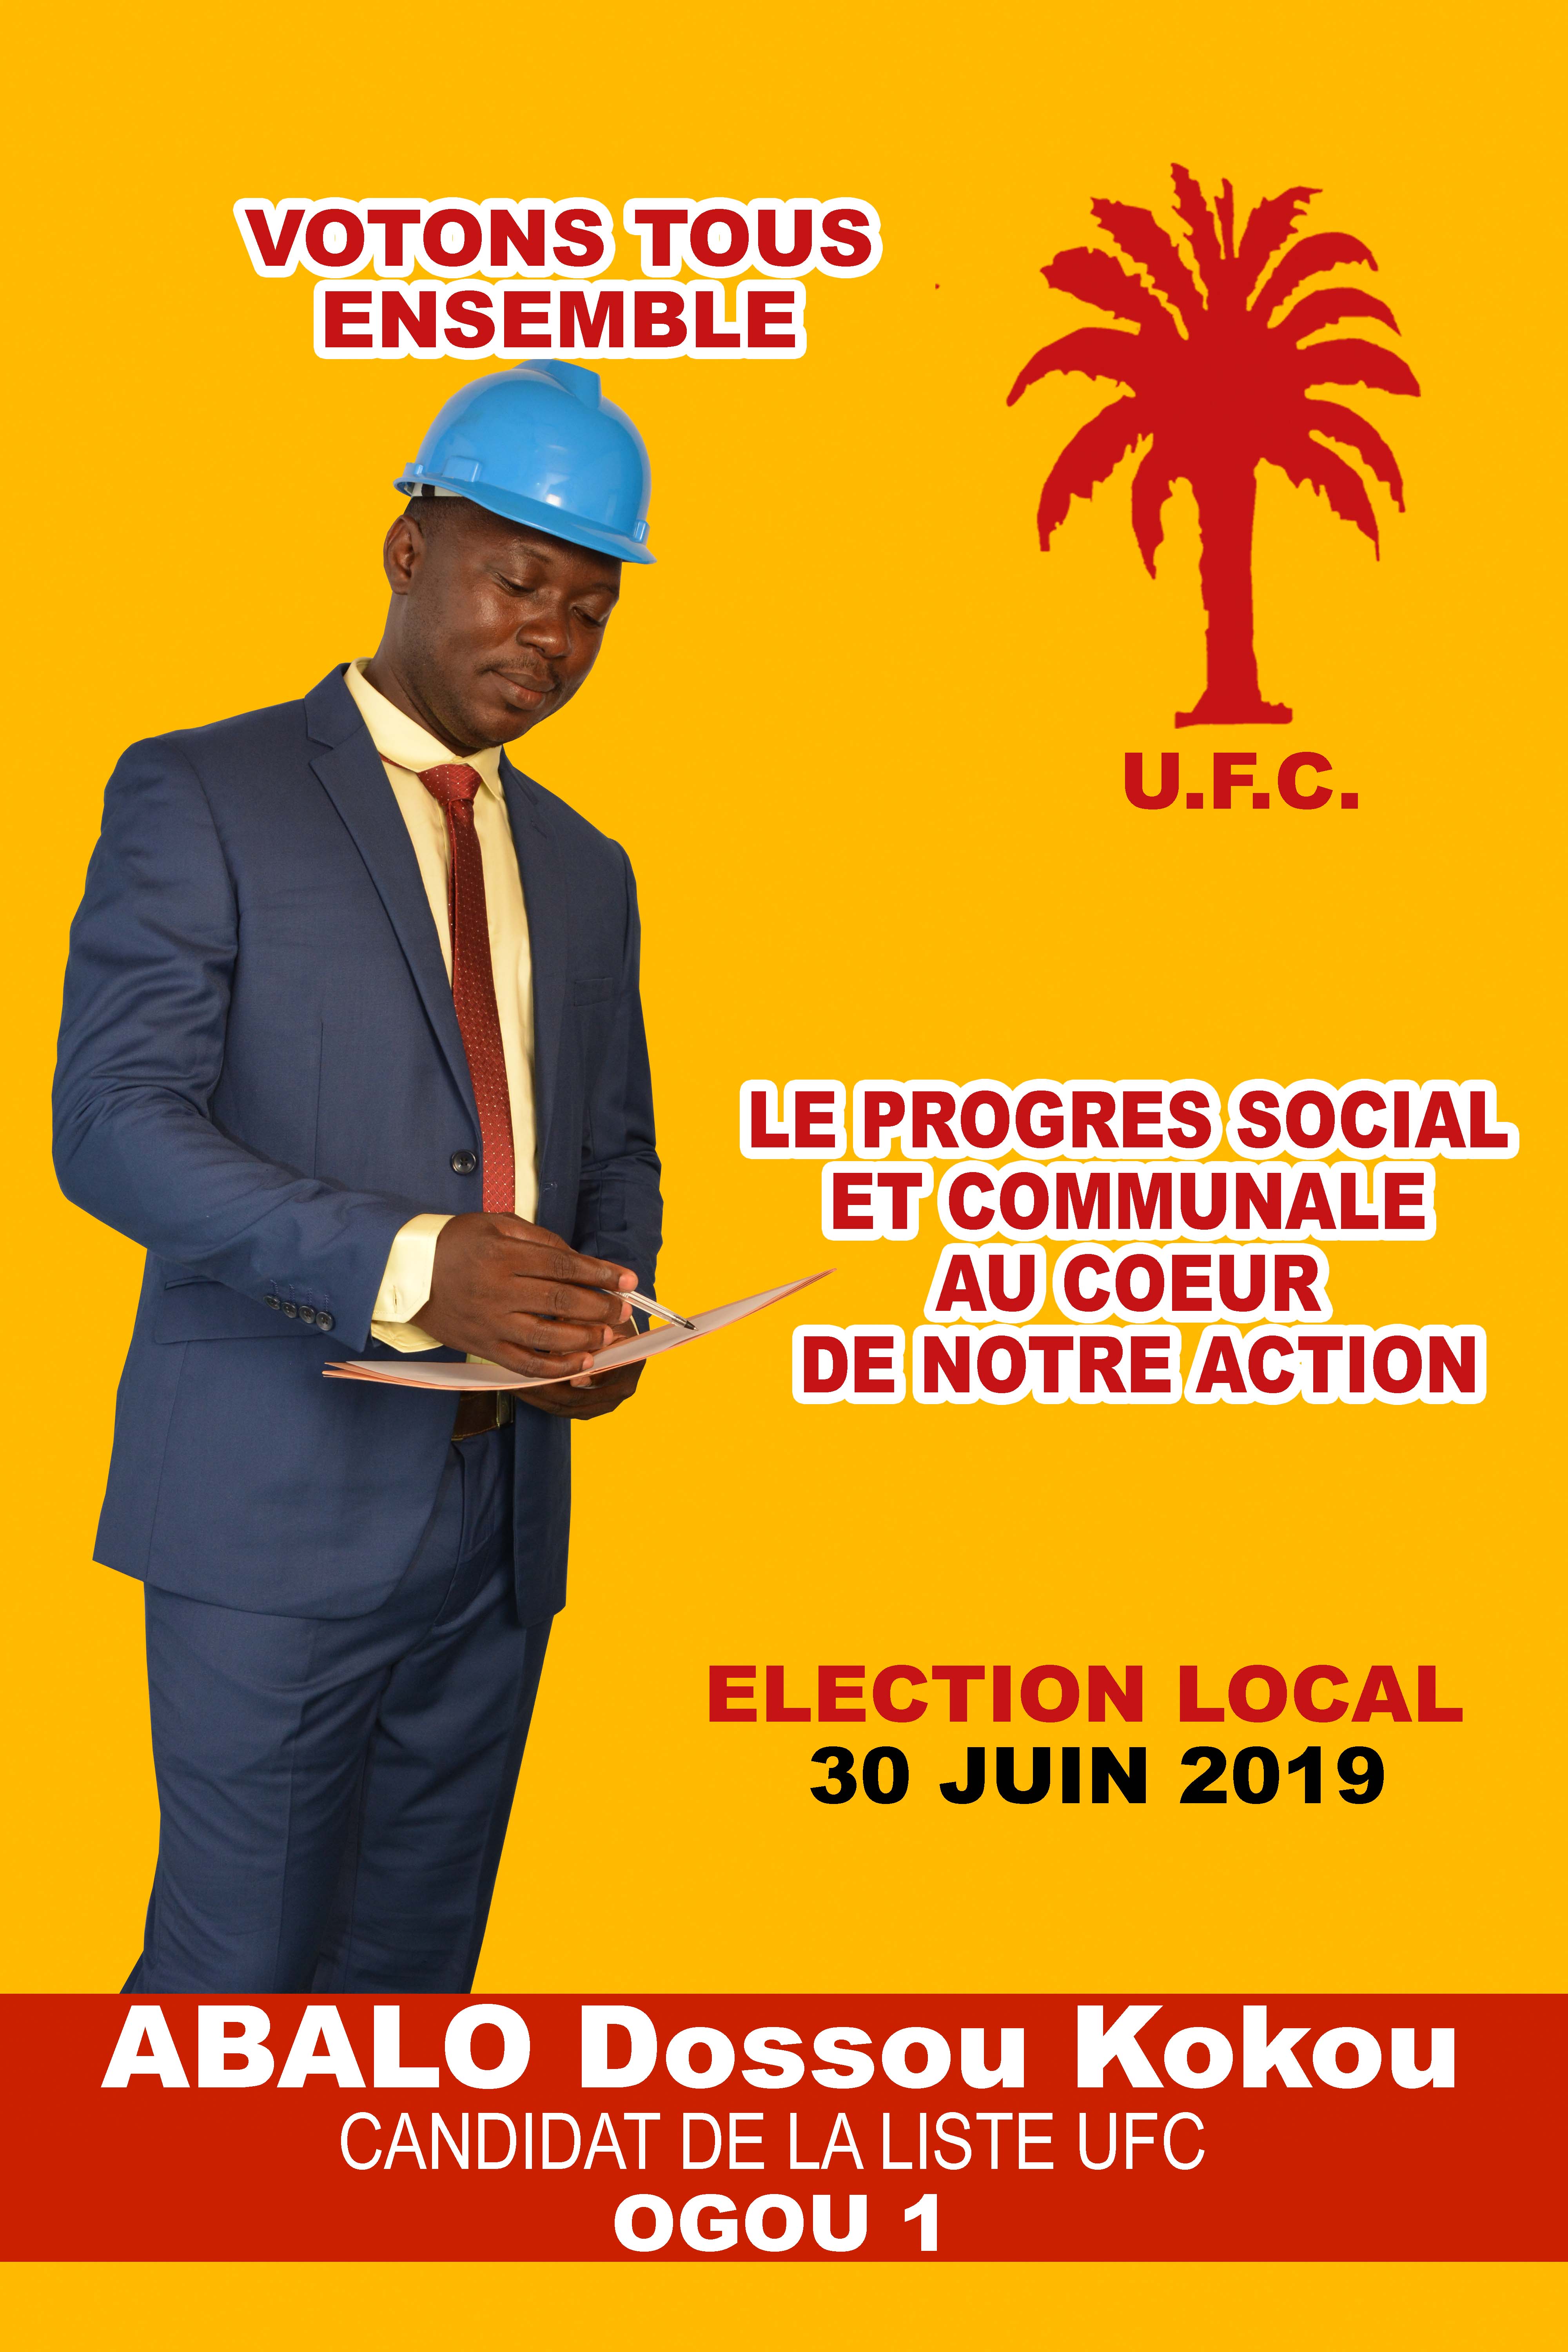 VOTONS TOUS
ENSEMBLE
U.F.C.
LE PROGRES SOCIAL
ET COMMUNALE
AU COEUR
DE NOTRE ACTION
ELECTION LOCAL
30 JUIN 2019
ABALO Dossou Kokou
CANDIDAT DE LA LISTE UFC
OGOU 1